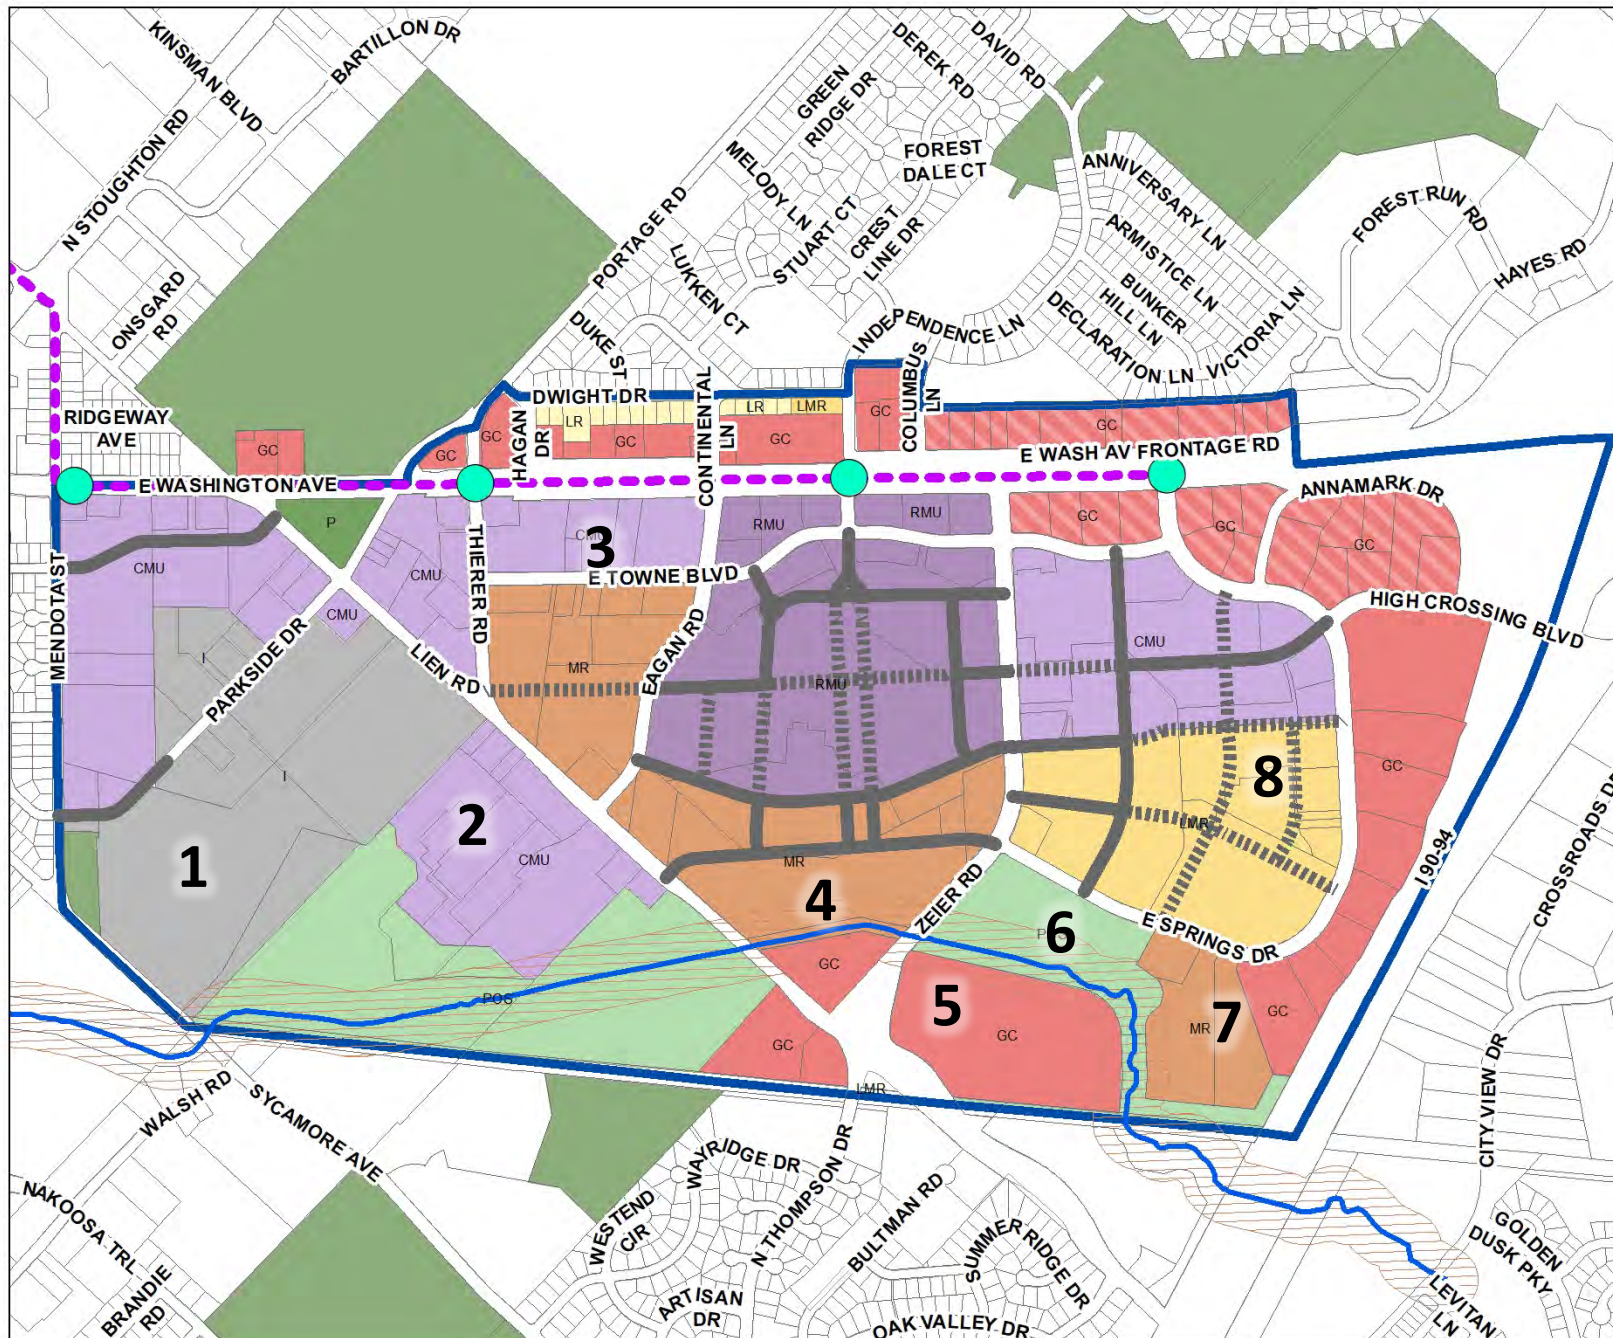 KINSMAN BLVD
BARTILLON DR
N STOUGHTON RD
ONSGARD
RD
RIDGEWAY
AVE
PORTAGE RD
GREEN
RIDGE DR
DEREK RD
DAVID RD
FOREST
DALE CT
MELODY LN
STUART CT
CREST
LINE DR
LUKKEN CT
DUKE ST
ANNIVERSARY LN
ARMISTICE LN
BUNKER
HILL LN
DECLARATION LN
VICTORIA LN
INDEPENDENCE LN
FOREST RUN RD
HAYES RD
DWIGHT DR
HAGAN
DR
CONTINENTAL
LN
COLUMBUS
LN
LR
LR
LMR
GC
GC
GC
GC
GC
GC
GC
E WASHINGTON AVE
E WASH AV FRONTAGE RD
ANNAMARK DR
P
CMU
CMU
CMU
CMU
3
RMU
RMU
GC
GC
GC
MENDOTA ST
THIERER RD
E TOWNE BLVD
EAGAN RD
HIGH CROSSING BLVD
PARKSIDE DR
LIEN RD
I
I
MR
RMU
CMU
GC
1
2
CMU
MR
4
8
LMR
ZEIER RD
E SPRINGS DR
I 90-94
CROSSROADS DR
POS
6
POS
GC
GC
5
GC
7
MR
GC
LMR
CITY VIEW DR
WALSH RD
SYCAMORE AVE
NAKOOSA TRL
BRANDIE
RD
WAYRIDGE DR
WESTEND
CIR
N THOMPSON DR
ARTISAN
DR
BULTMAN RD
SUMMER RIDGE DR
OAK VALLEY DR
GOLDEN
DUSK PKY
LEVITAN
LN